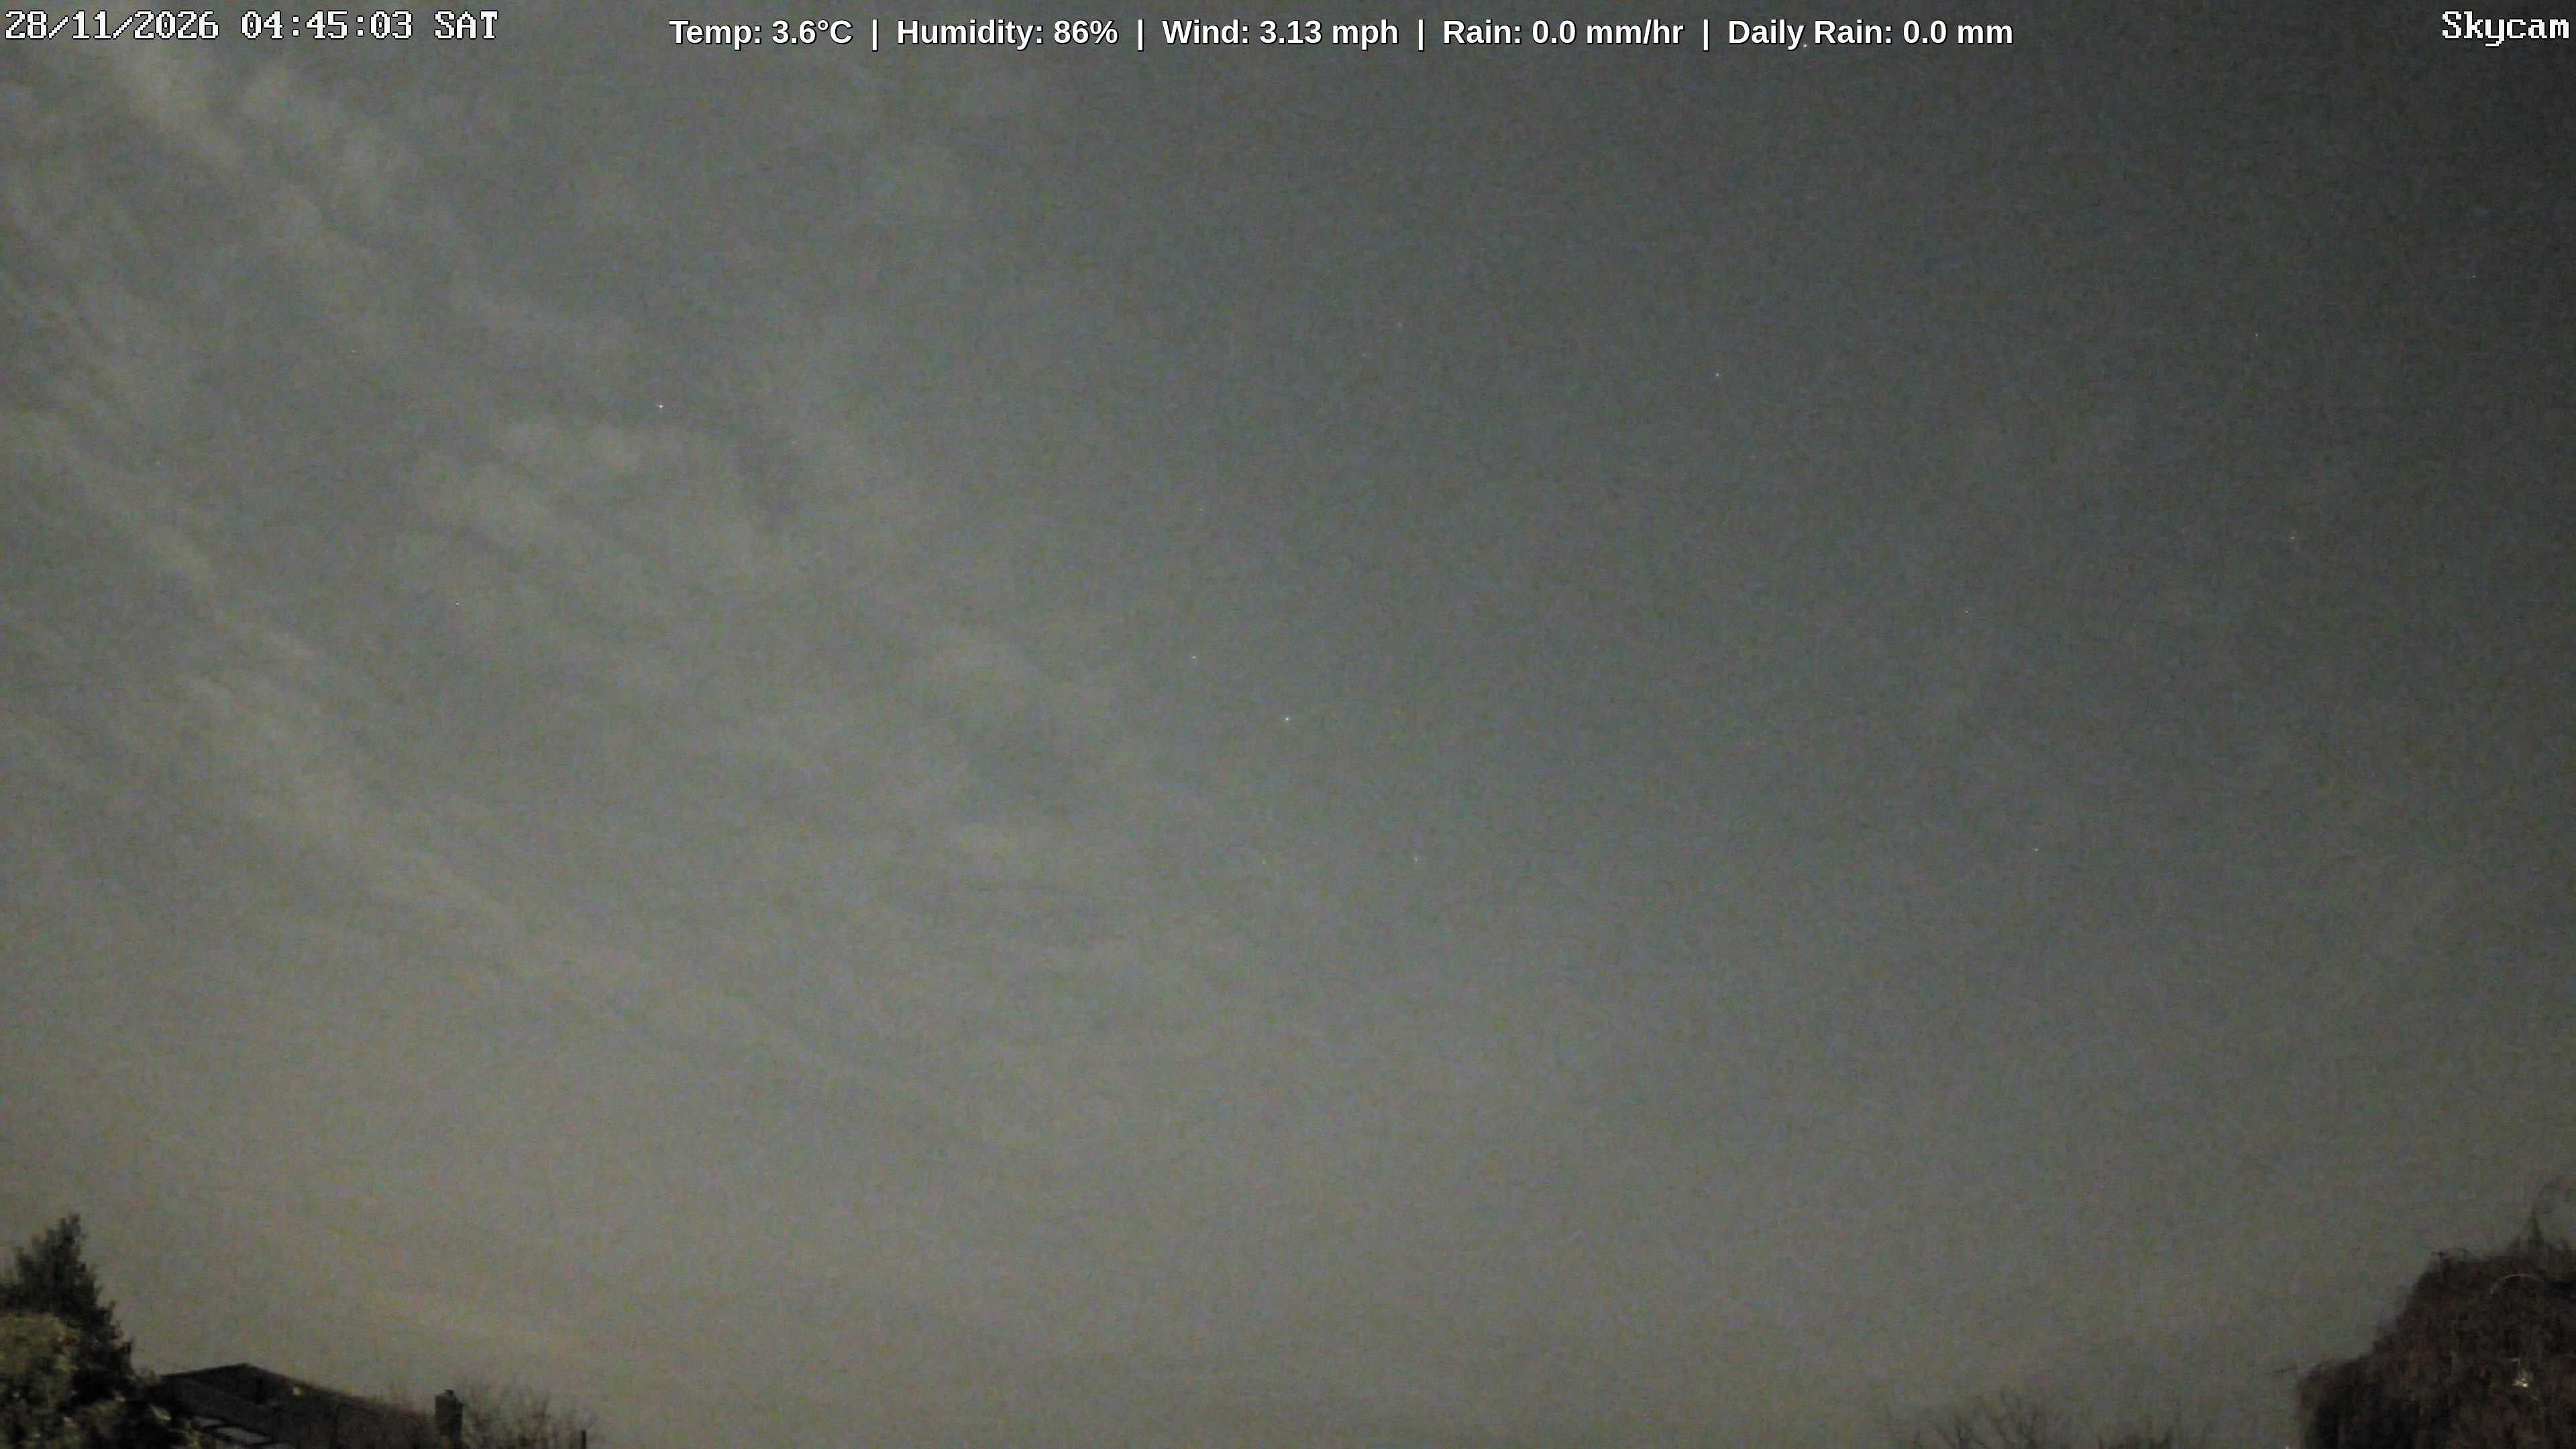 28/11/2026 04:45:03 SAT
Temp: 3.6°C | Humidity: 86% | Wind: 3.13 mph | Rain: 0.0 mm/hr | Daily Rain: 0.0 mm
Skycam